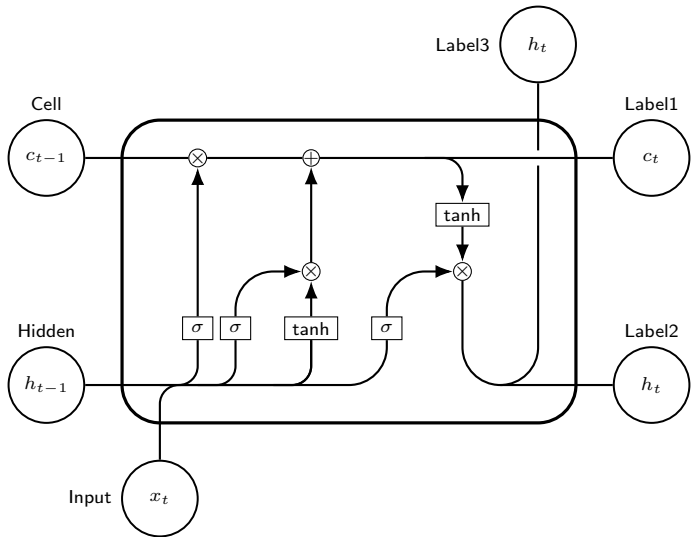 Label3
h_t
Cell
Label1
c_{t-1}
× +
c_t
tanh
× ×
Hidden
σ σ tanh σ
Label2
h_{t-1}
h_t
Input
x_t